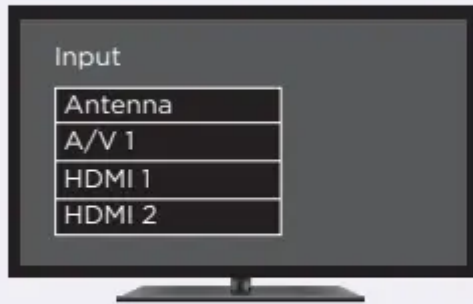 Input
Antenna
A/V 1
HDMI 1
HDMI 2